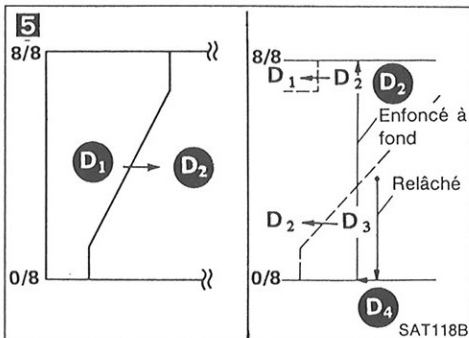 5
8/8
0/8
D₁ → D₂
8/8
D₁ ← D₂
D₂
Enfoncé à
fond
Relâché
D₂ ← D₃
0/8
D₄
SAT118B